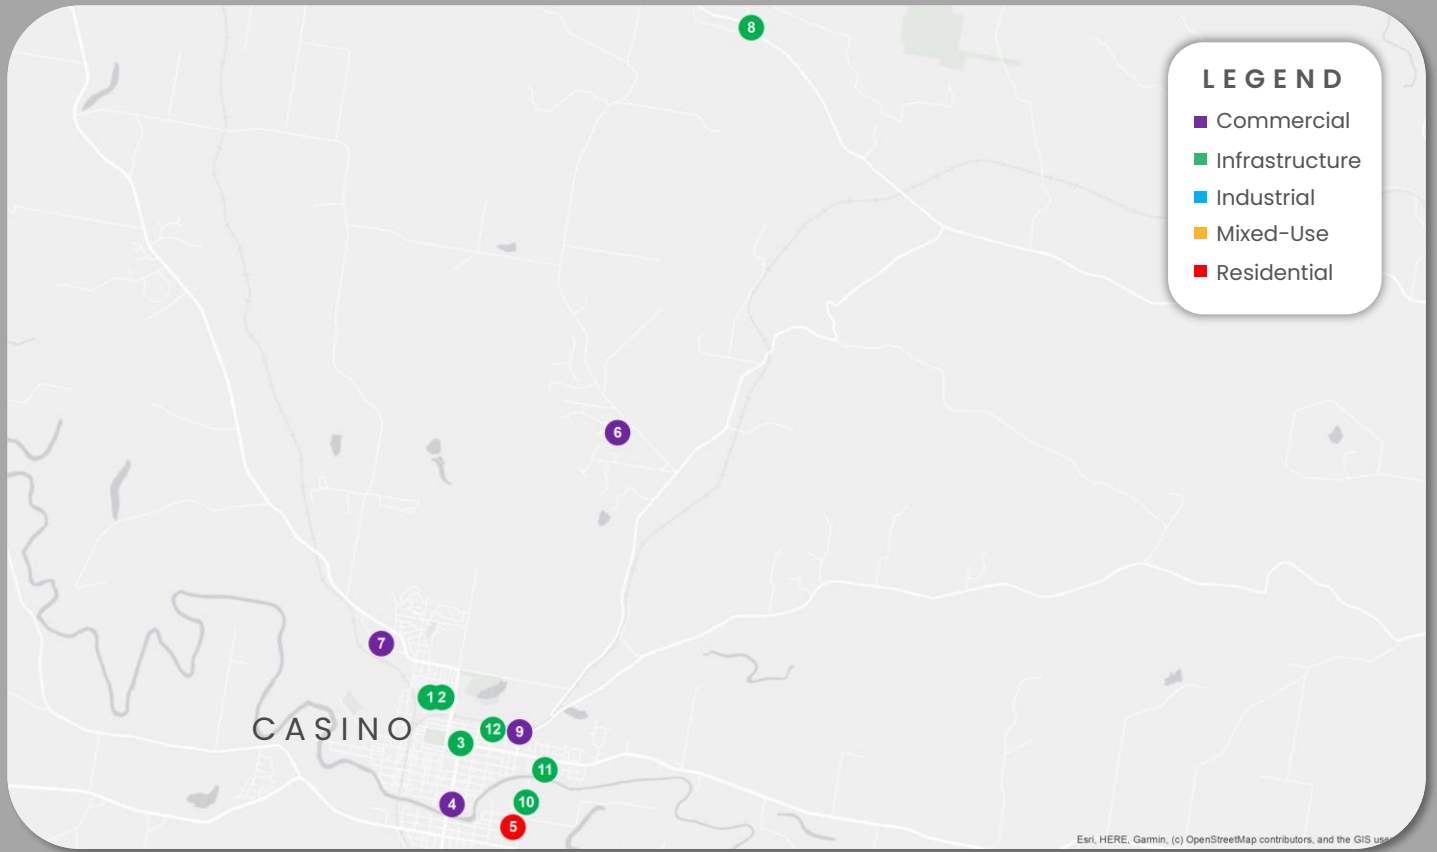 8
LEGEND
Commercial
Infrastructure
Industrial
Mixed-Use
Residential
6
7
1 2
CASINO
12 9
3
11
4
10
5
Esri, HERE, Garmin, (c) OpenStreetMap contributors, and the GIS use